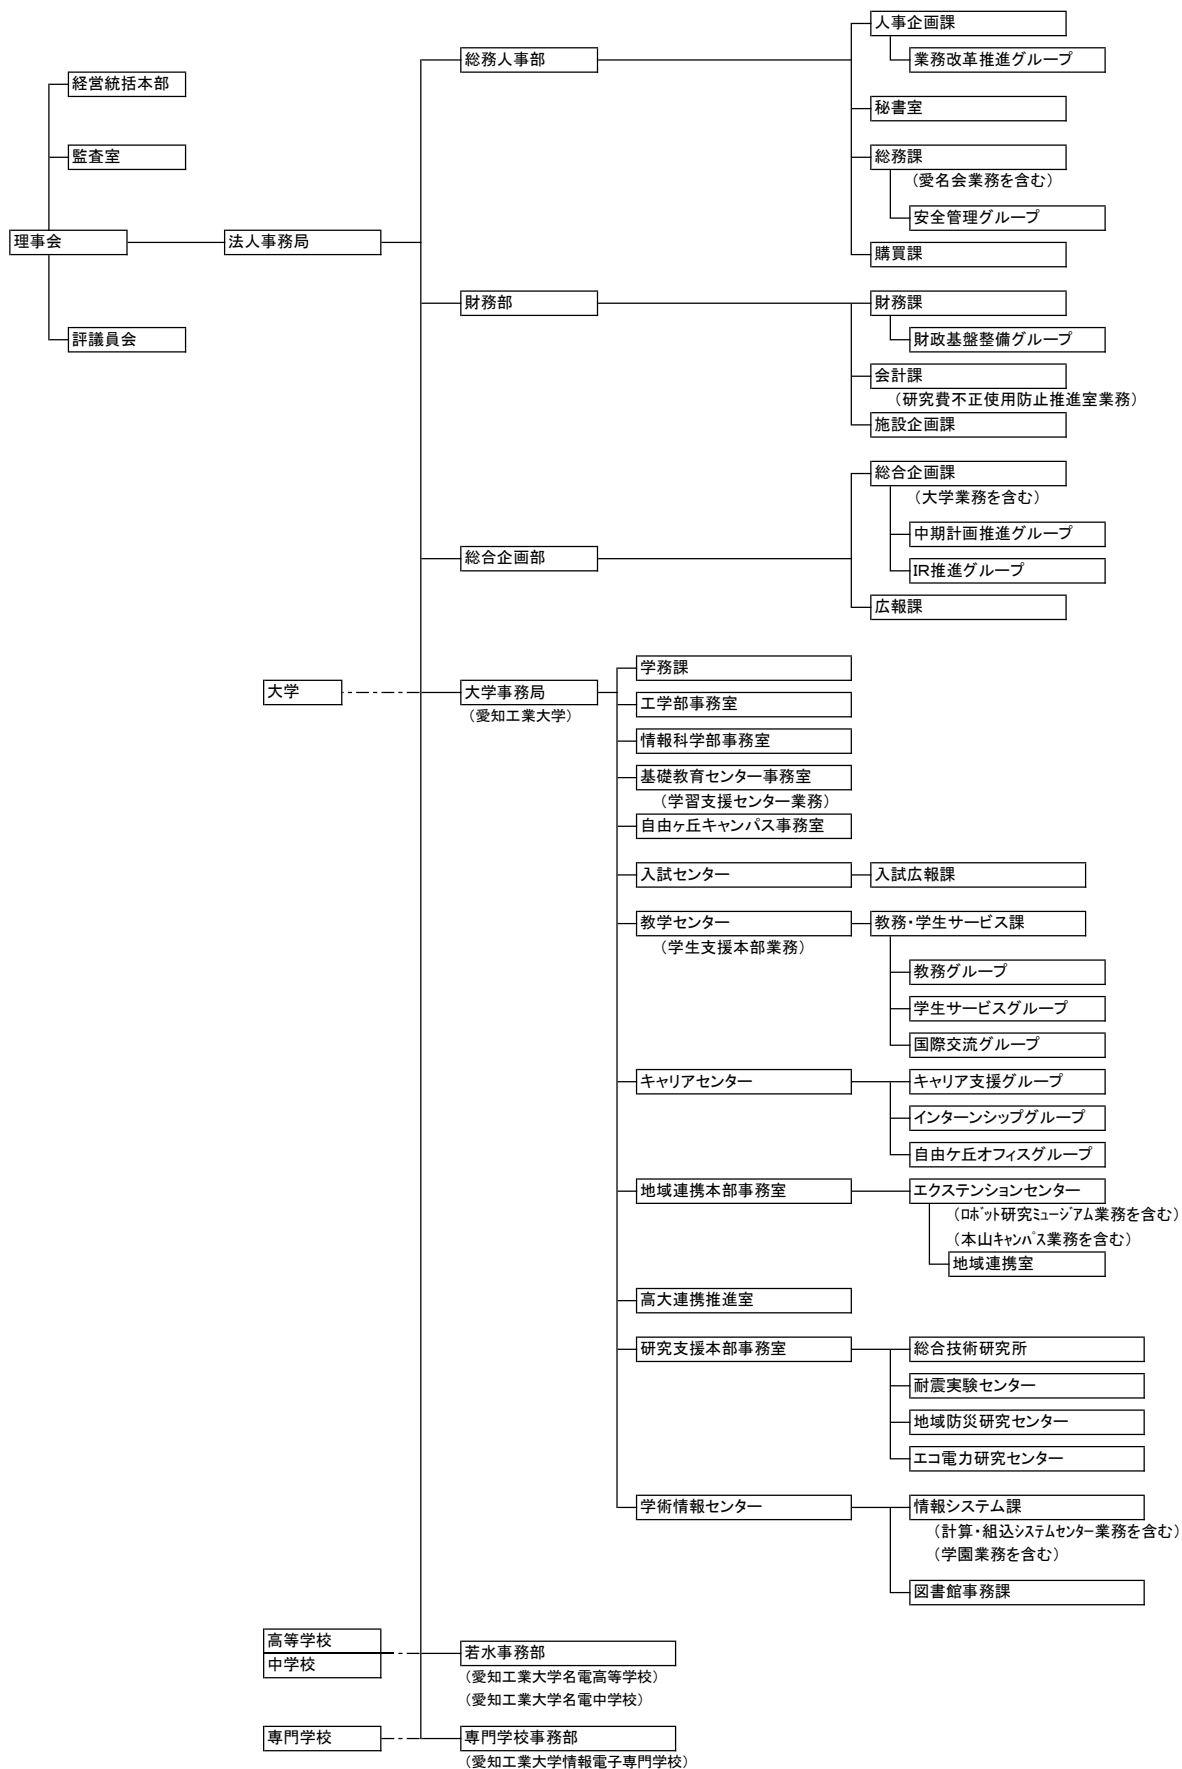 人事企画課
総務人事部
業務改革推進グループ
経営統括本部
秘書室
監査室
総務課
（愛名会業務を含む）
安全管理グループ
理事会
法人事務局
購買課
財務部
財務課
評議員会
財政基盤整備グループ
会計課
（研究費不正使用防止推進室業務）
施設企画課
総合企画課
（大学業務を含む）
中期計画推進グループ
総合企画部
IR推進グループ
広報課
学務課
大学
大学事務局
（愛知工業大学）
工学部事務室
情報科学部事務室
基礎教育センター事務室
（学習支援センター業務）
自由ヶ丘キャンパス事務室
入試センター
入試広報課
教学センター
教務・学生サービス課
（学生支援本部業務）
教務グループ
学生サービスグループ
国際交流グループ
キャリアセンター
キャリア支援グループ
インターンシップグループ
自由ケ丘オフィスグループ
地域連携本部事務室
エクステンションセンター
（ﾛﾎﾞｯﾄ研究ﾐｭｰｼﾞｱﾑ業務を含む）
（本山ｷｬﾝﾊﾟｽ業務を含む）
地域連携室
高大連携推進室
研究支援本部事務室
総合技術研究所
耐震実験センター
地域防災研究センター
エコ電力研究センター
学術情報センター
情報システム課
（計算・組込ｼｽﾃﾑｾﾝﾀｰ業務を含む）
（学園業務を含む）
図書館事務課
高等学校
中学校
若水事務部
（愛知工業大学名電高等学校）
（愛知工業大学名電中学校）
専門学校
専門学校事務部
（愛知工業大学情報電子専門学校）